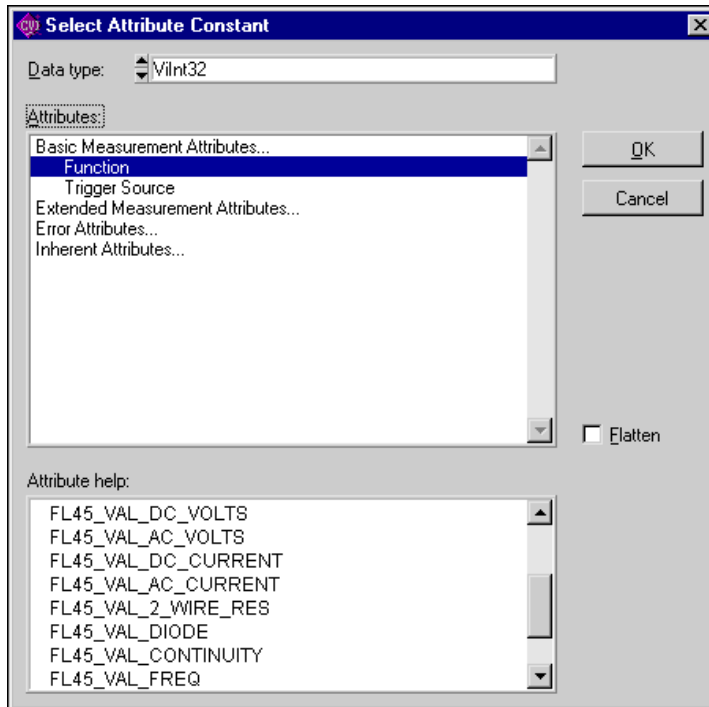 CVI Select Attribute Constant
Data type: ViInt32
Attributes:
Basic Measurement Attributes...
Function
Trigger Source
Extended Measurement Attributes...
Error Attributes...
Inherent Attributes...
OK
Cancel
Flatten
Attribute help:
FL45_VAL_DC_VOLTS
FL45_VAL_AC_VOLTS
FL45_VAL_DC_CURRENT
FL45_VAL_AC_CURRENT
FL45_VAL_2_WIRE_RES
FL45_VAL_DIODE
FL45_VAL_CONTINUITY
FL45_VAL_FREQ